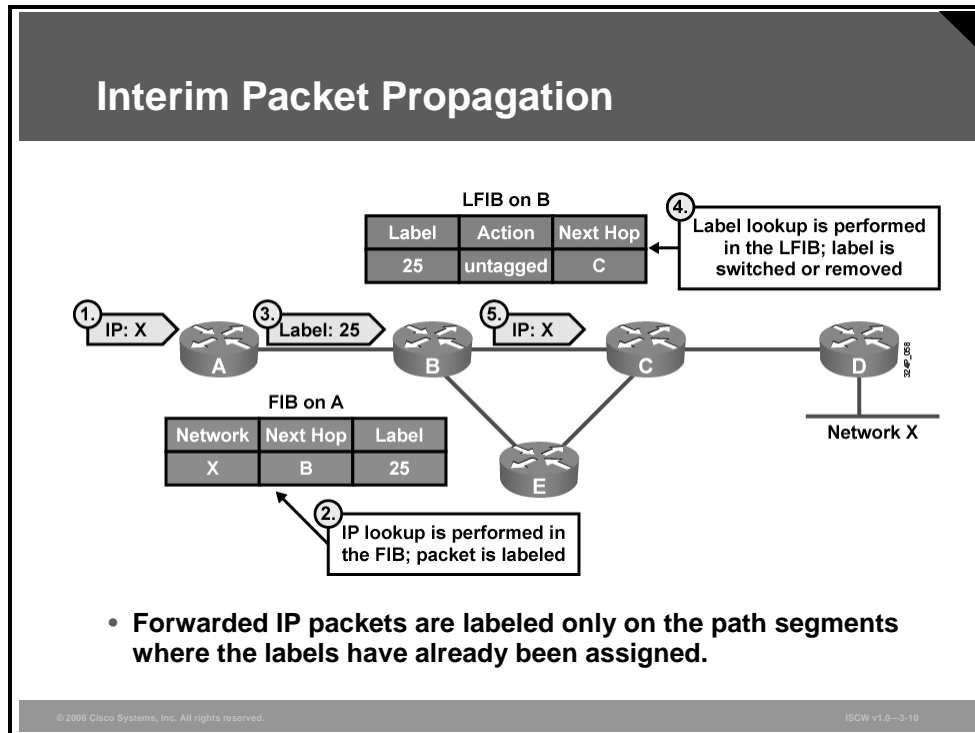 Interim Packet Propagation
LFIB on B
Label Action Next Hop
25 untagged C
4.
Label lookup is performed
in the LFIB; label is
switched or removed
1.
IP: X
3.
Label: 25
5.
IP: X
A
B
C
D
E
324P_058
Network X
FIB on A
Network Next Hop Label
X B 25
2.
IP lookup is performed in
the FIB; packet is labeled
• Forwarded IP packets are labeled only on the path segments
where the labels have already been assigned.
© 2006 Cisco Systems, Inc. All rights reserved.
ISCW v1.0—3-10